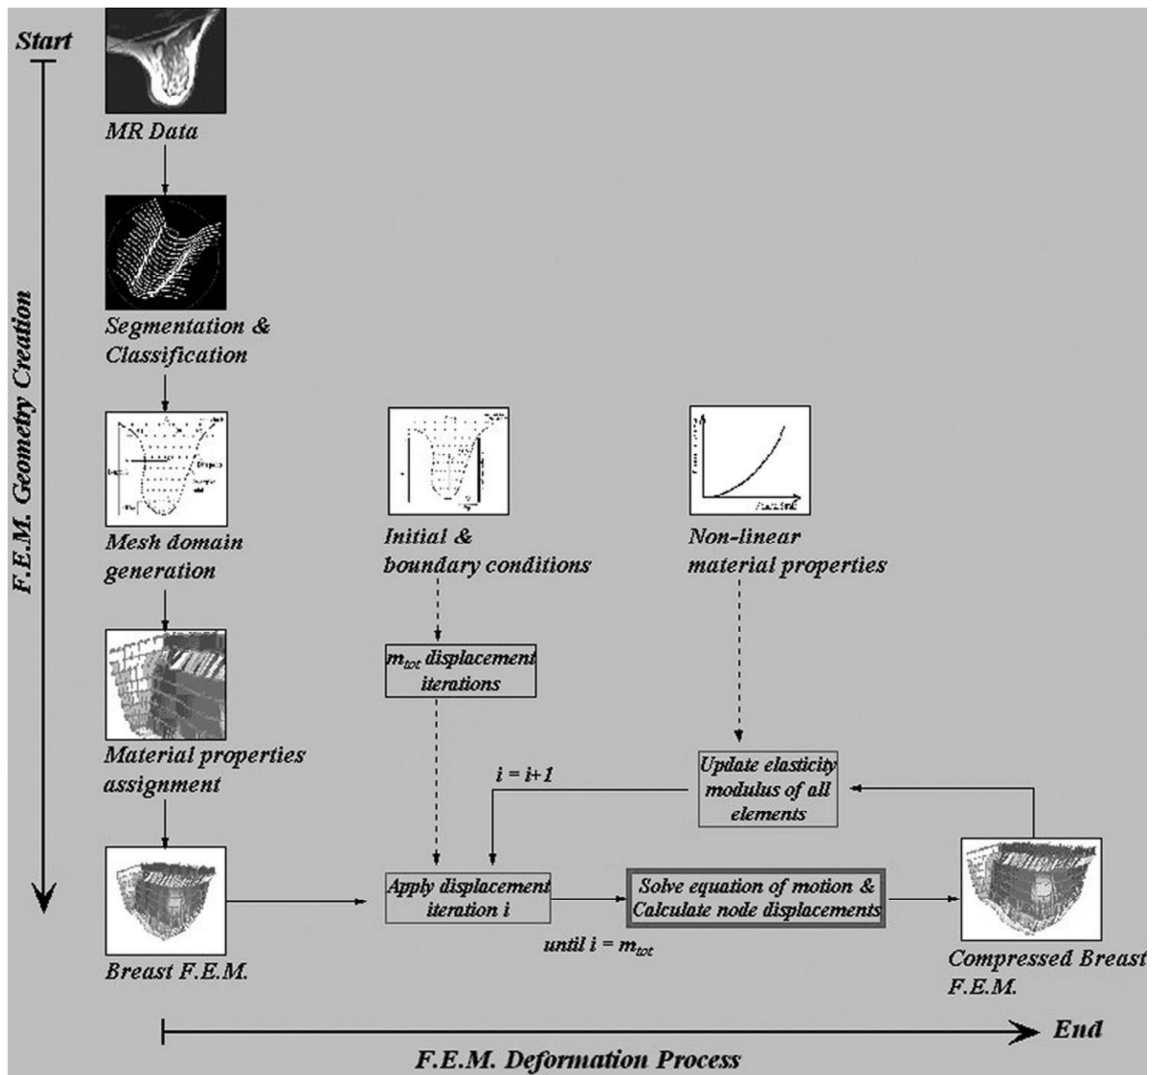 Start
MR Data
Segmentation &
Classification
F.E.M. Geometry Creation
Mesh domain
generation
Initial &
boundary conditions
Non-linear
material properties
m_tot displacement
iterations
Material properties
assignment
i = i+1
Update elasticity
modulus of all
elements
Apply displacement
iteration i
Solve equation of motion &
Calculate node displacements
until i = m_tot
Breast F.E.M.
Compressed Breast
F.E.M.
End
F.E.M. Deformation Process